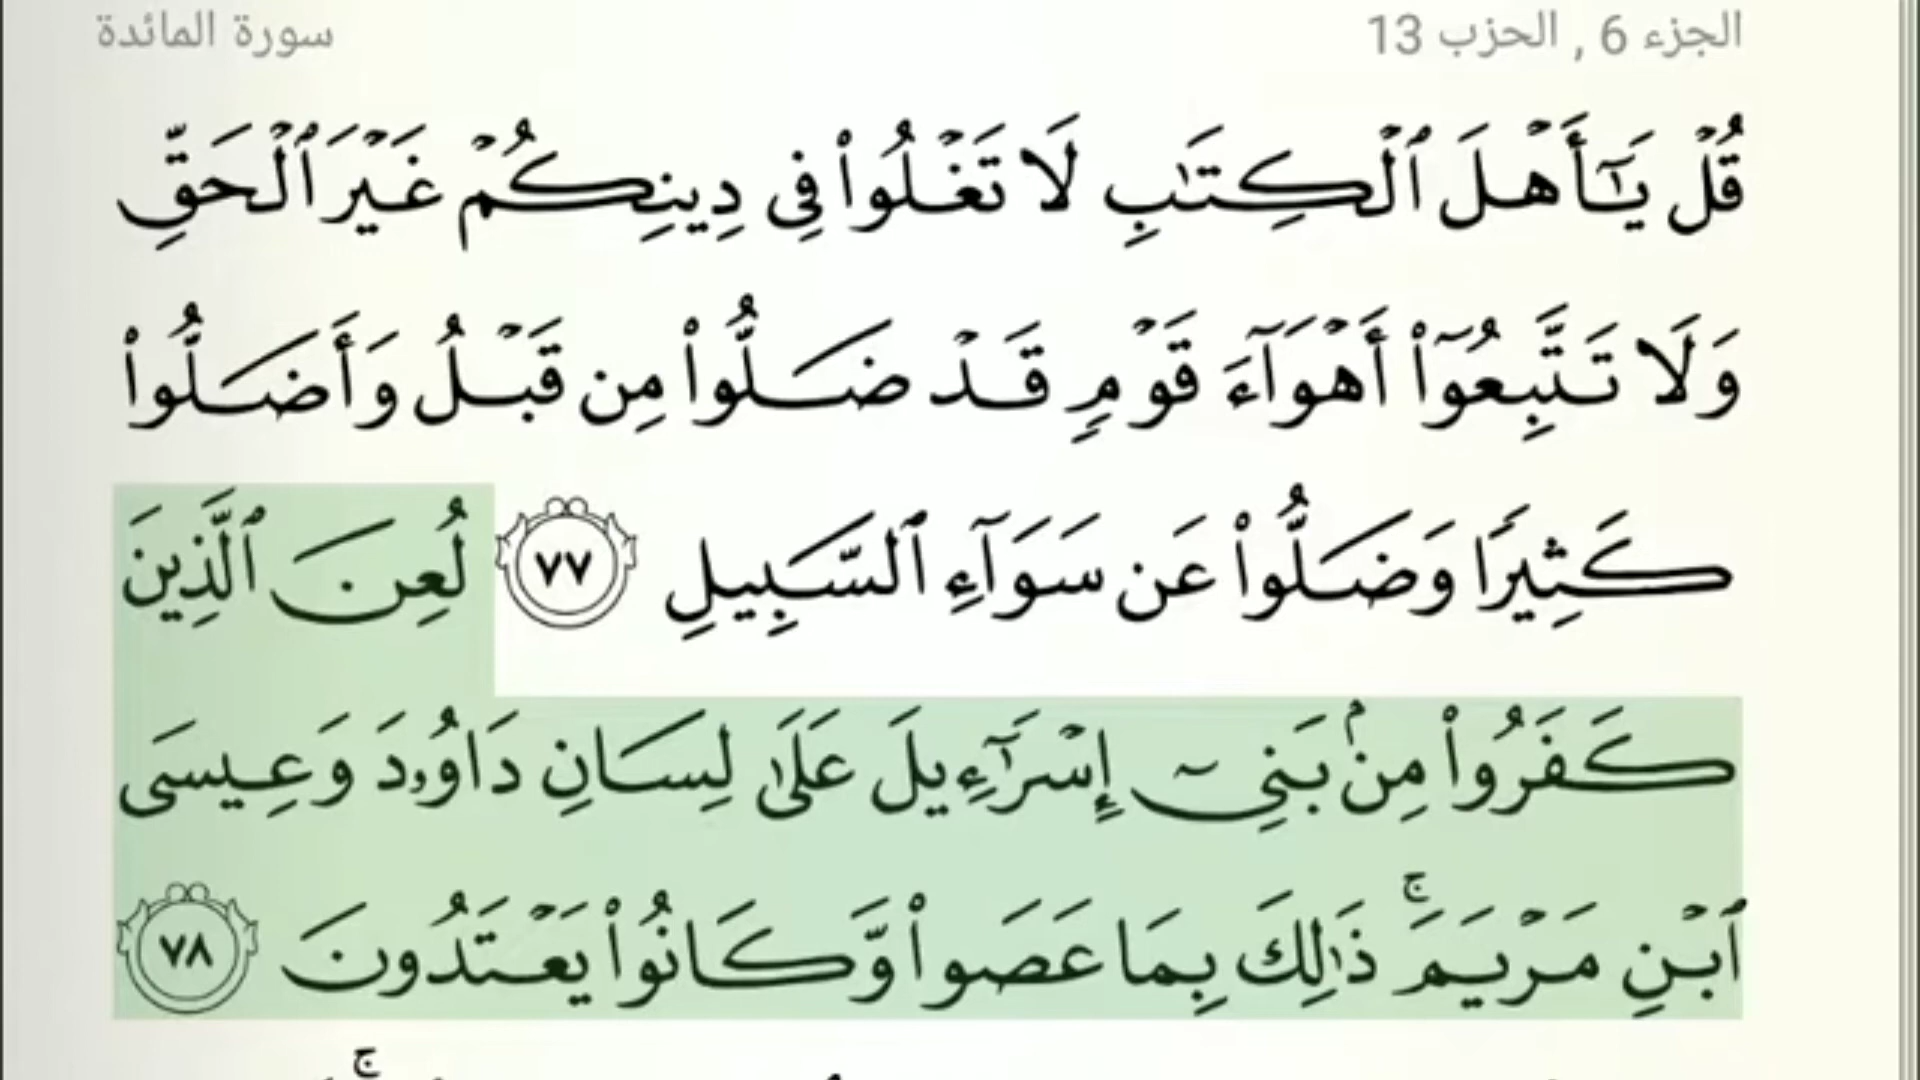 الجزء 6 , الحزب 13 سورة المائدة
قُلْ يَٰٓأَهْلَ ٱلْكِتَٰبِ لَا تَغْلُوا۟ فِى دِينِكُمْ غَيْرَ ٱلْحَقِّ
وَلَا تَتَّبِعُوٓا۟ أَهْوَآءَ قَوْمٍ قَدْ ضَلُّوا۟ مِن قَبْلُ وَأَضَلُّوا۟
كَثِيرًا وَضَلُّوا۟ عَن سَوَآءِ ٱلسَّبِيلِ ٧٧ لُعِنَ ٱلَّذِينَ
كَفَرُوا۟ مِنۢ بَنِىٓ إِسْرَٰٓءِيلَ عَلَىٰ لِسَانِ دَاوُۥدَ وَعِيسَى
ٱبْنِ مَرْيَمَ ۚ ذَٰلِكَ بِمَا عَصَوا۟ وَّكَانُوا۟ يَعْتَدُونَ ٧٨